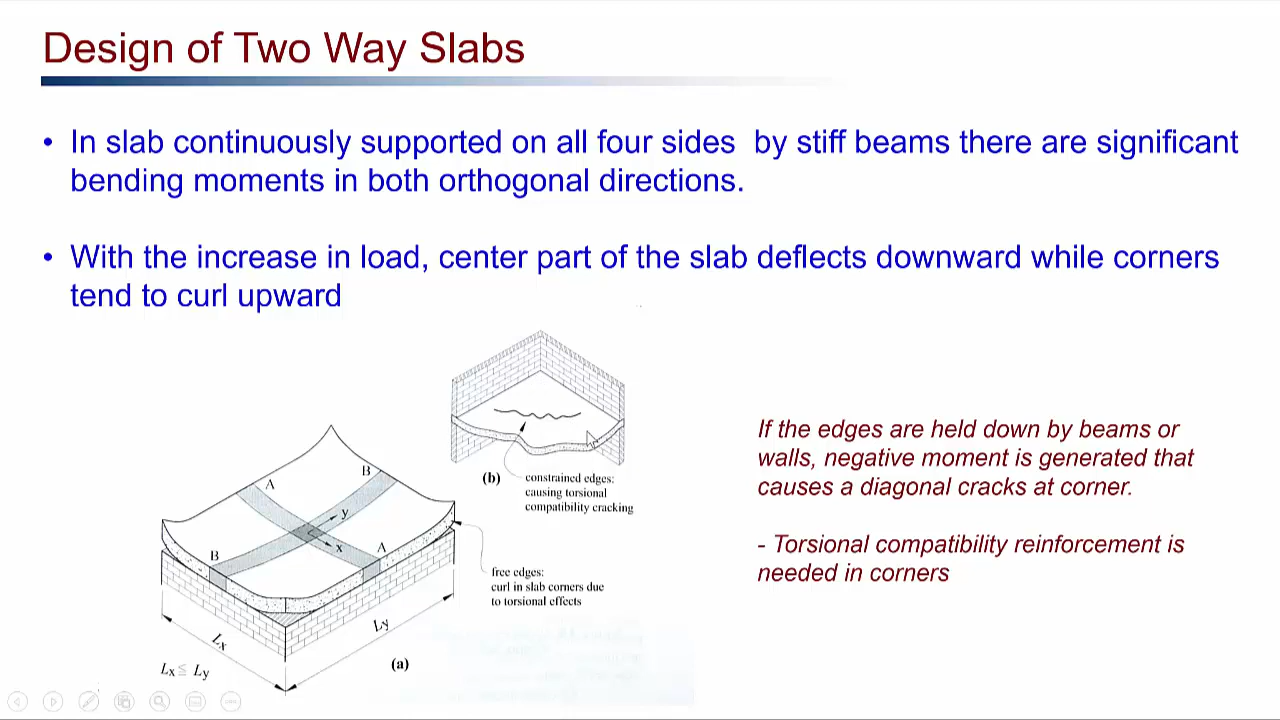 Design of Two Way Slabs
• In slab continuously supported on all four sides by stiff beams there are significant
bending moments in both orthogonal directions.
• With the increase in load, center part of the slab deflects downward while corners
tend to curl upward
(b)
constrained edges:
causing torsional
compatibility cracking
B
A
y
x
A
B
free edges:
curl in slab corners due
to torsional effects
Lx
Ly
Lx ≦ Ly
(a)
If the edges are held down by beams or
walls, negative moment is generated that
causes a diagonal cracks at corner.
- Torsional compatibility reinforcement is
needed in corners